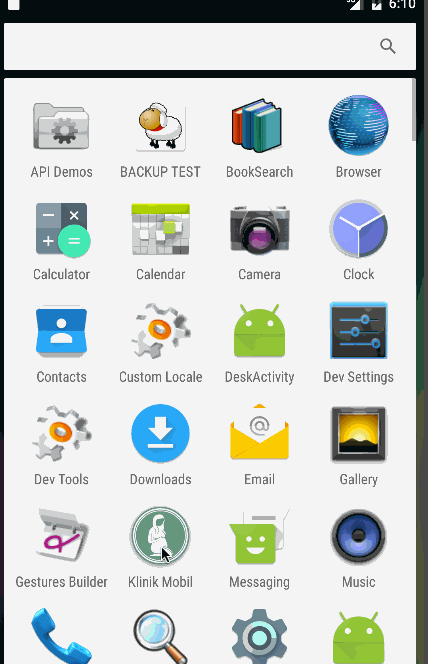 6:10
API Demos BACKUP TEST BookSearch Browser
Calculator Calendar Camera Clock
Contacts Custom Locale DeskActivity Dev Settings
Dev Tools Downloads Email Gallery
Gestures Builder Klinik Mobil Messaging Music